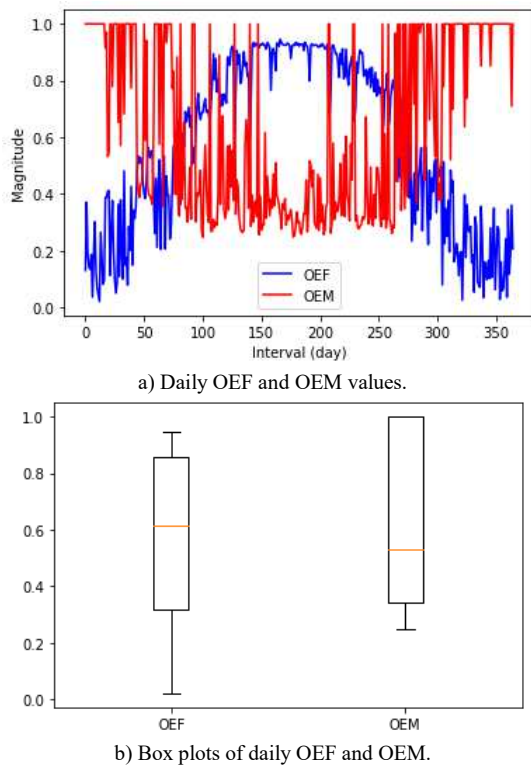 1.0
0.8
0.6
0.4
0.2
0.0
Magnitude
OEF
OEM
0 50 100 150 200 250 300 350
Interval (day)
a) Daily OEF and OEM values.
1.0
0.8
0.6
0.4
0.2
0.0
OEF OEM
b) Box plots of daily OEF and OEM.